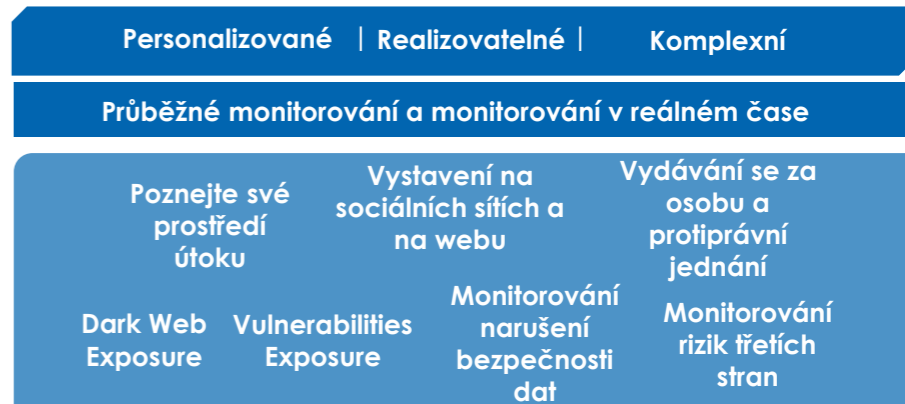 Personalizované | Realizovatelné | Komplexní
Průběžné monitorování a monitorování v reálném čase
Poznejte své
prostředí
útoku
Vystavení na
sociálních sítích a
na webu
Vydávání se za
osobu a
protiprávní
jednání
Dark Web
Exposure
Vulnerabilities
Exposure
Monitorování
narušení
bezpečnosti
dat
Monitorování
rizik třetích
stran